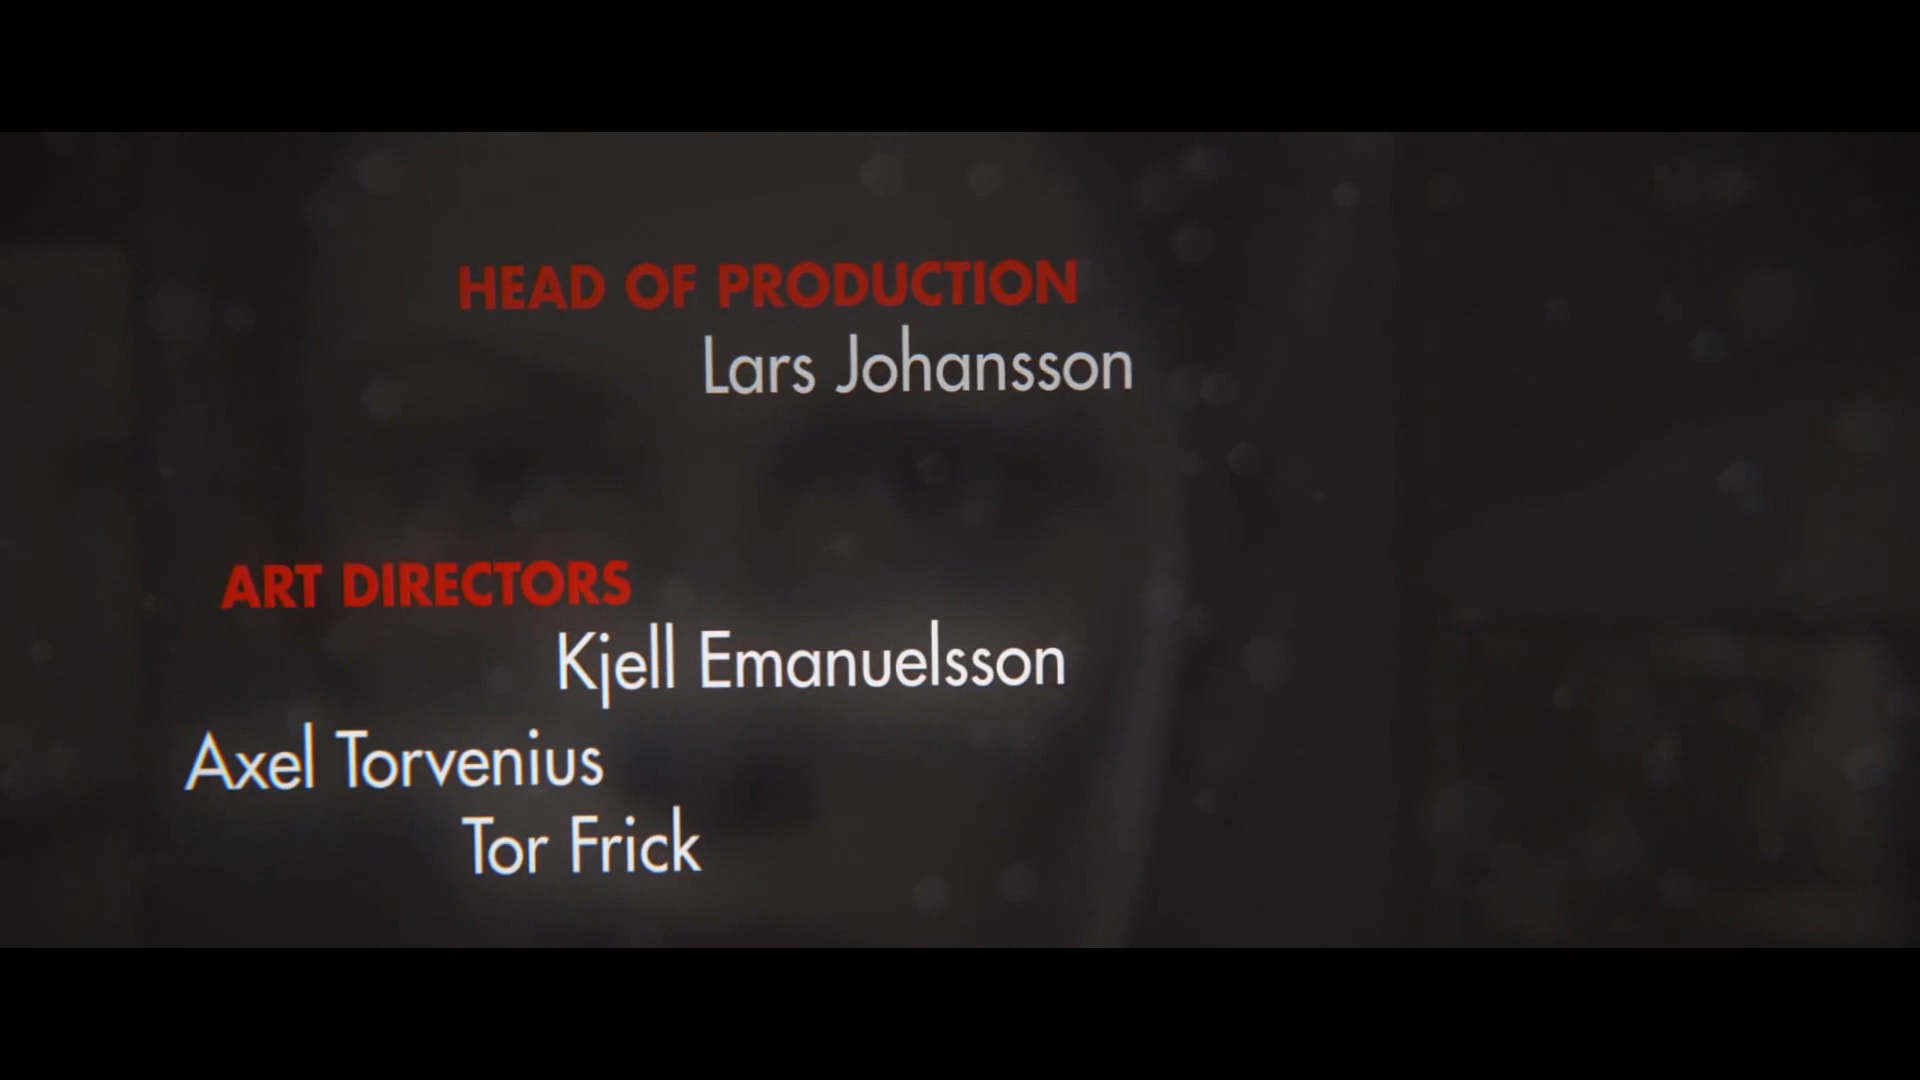 HEAD OF PRODUCTION
Lars Johansson
ART DIRECTORS
Kjell Emanuelsson
Axel Torvenius
Tor Frick